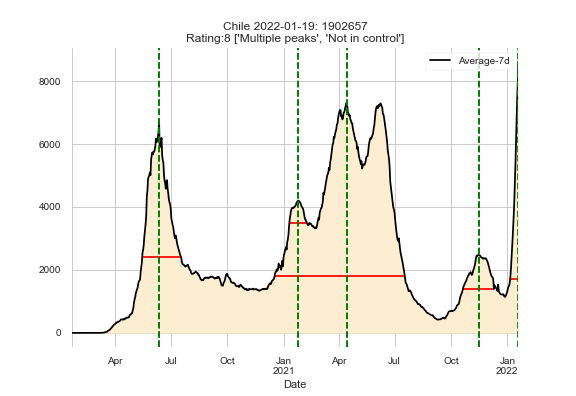 Chile 2022-01-19: 1902657
Rating:8 ['Multiple peaks', 'Not in control']
Average-7d
8000
6000
4000
2000
0
Apr
Jul
Oct
Jan
2021
Apr
Jul
Oct
Jan
2022
Date